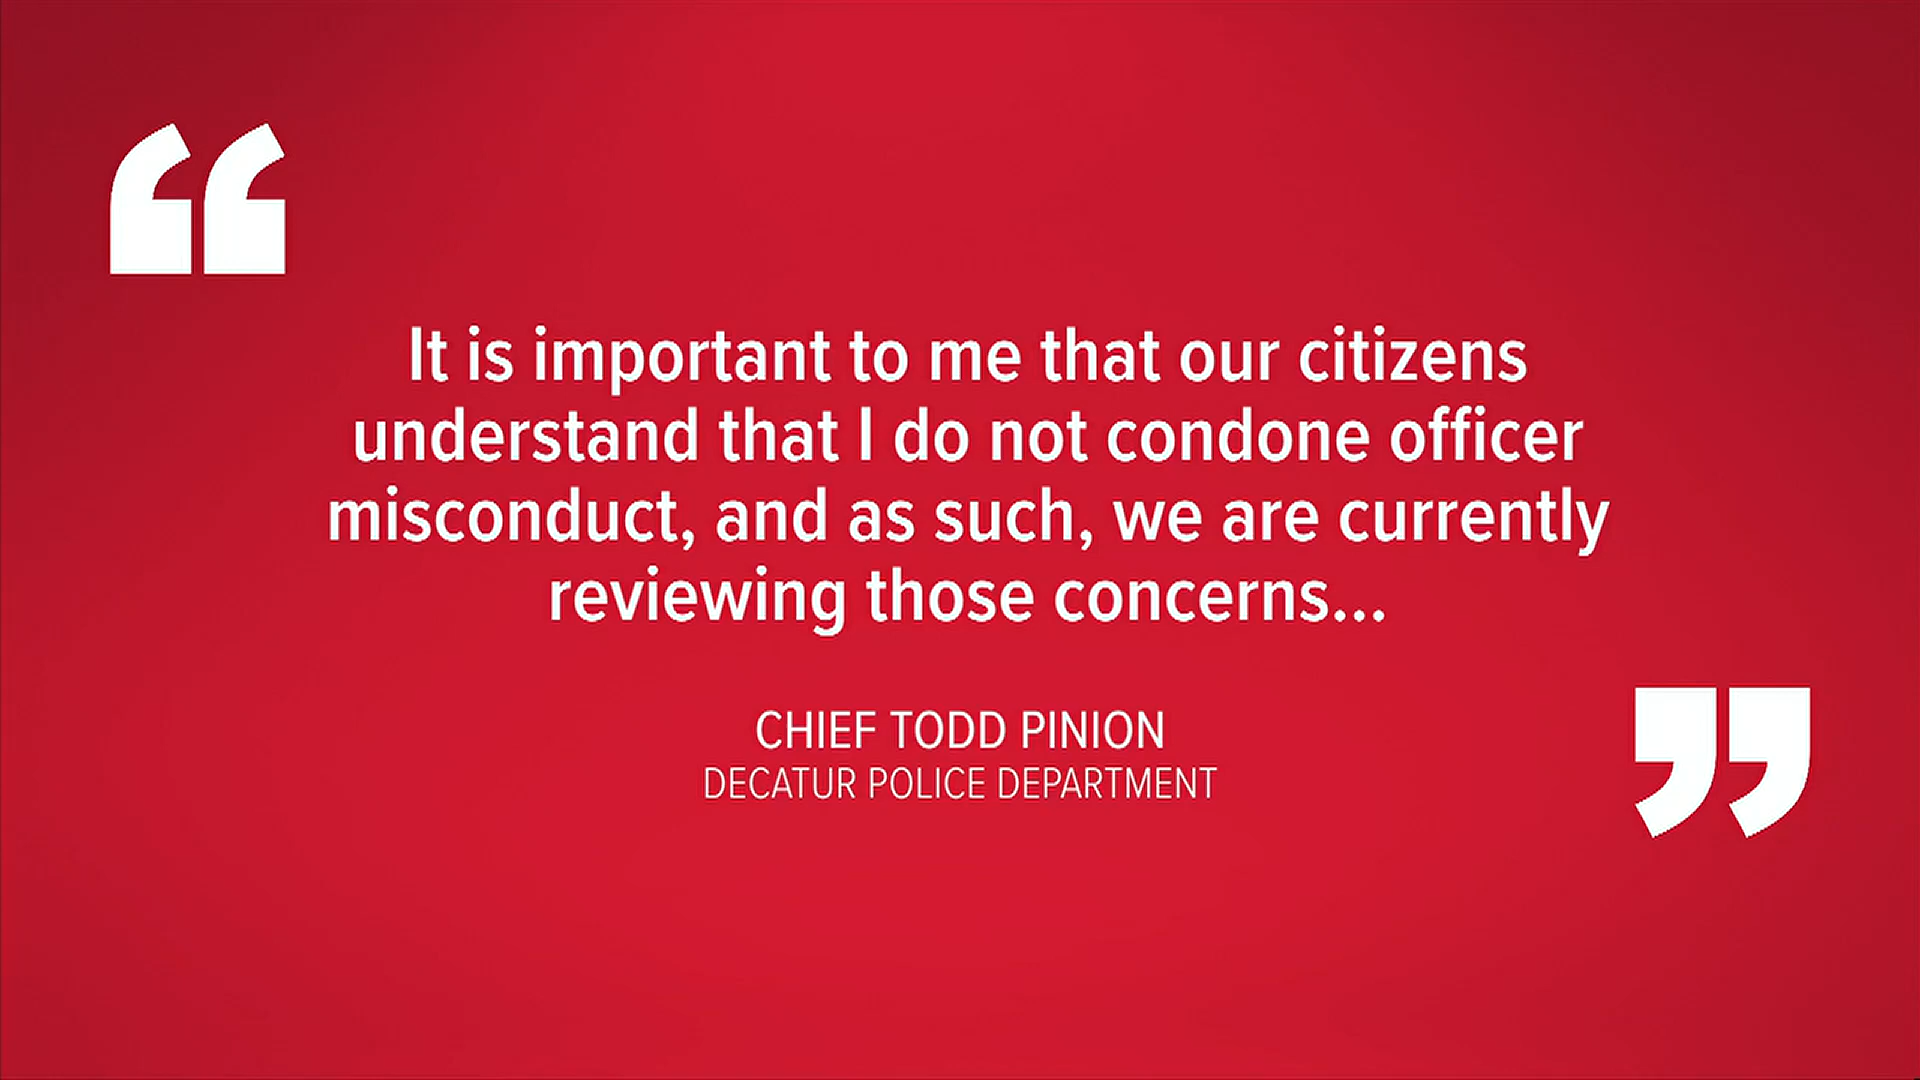 “
It is important to me that our citizens
understand that I do not condone officer
misconduct, and as such, we are currently
reviewing those concerns...
”
CHIEF TODD PINION
DECATUR POLICE DEPARTMENT